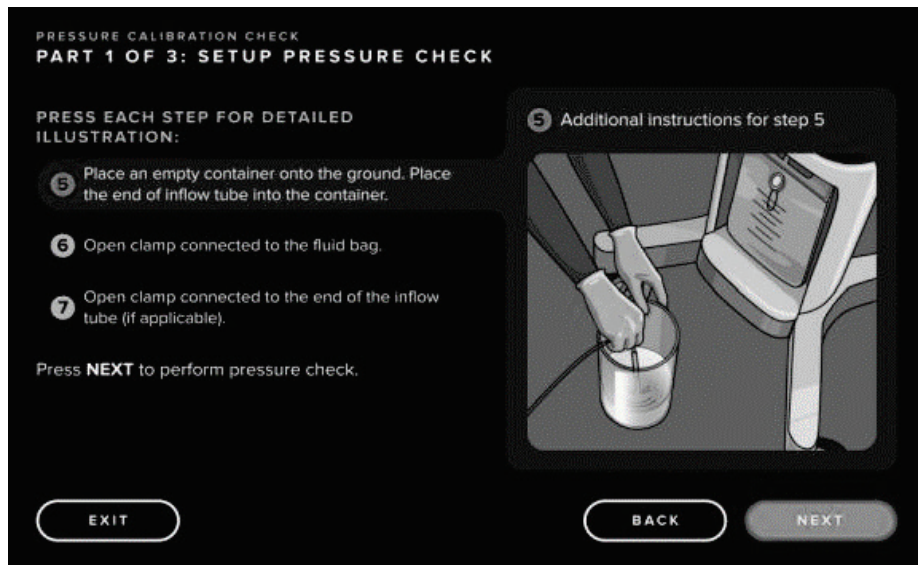 PRESSURE CALIBRATION CHECK
PART 1 OF 3: SETUP PRESSURE CHECK
PRESS EACH STEP FOR DETAILED
ILLUSTRATION:
5 Place an empty container onto the ground. Place
the end of inflow tube into the container.
6 Open clamp connected to the fluid bag.
7 Open clamp connected to the end of the inflow
tube (if applicable).
Press NEXT to perform pressure check.
5 Additional instructions for step 5
EXIT
BACK
NEXT